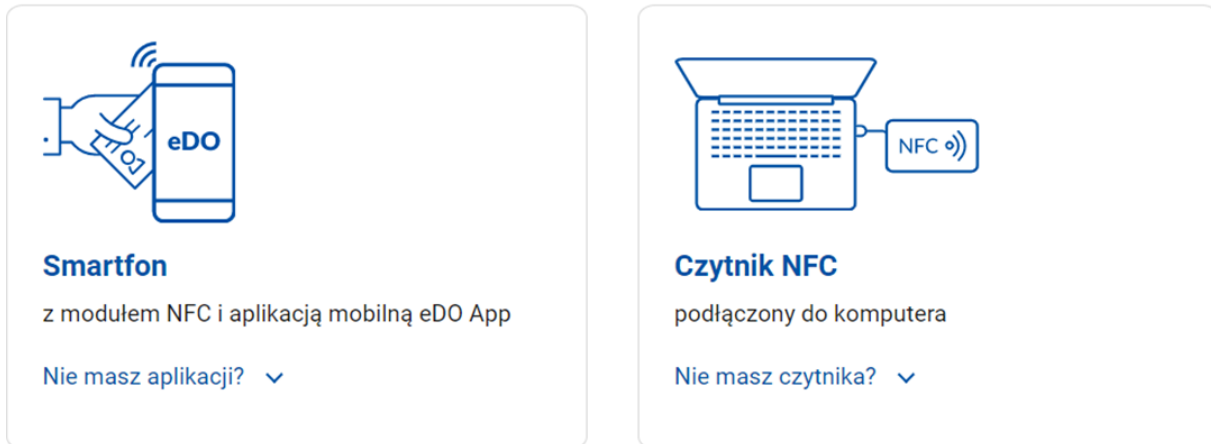 eDO
Smartfon
z modułem NFC i aplikacją mobilną eDO App
Nie masz aplikacji?
NFC
Czytnik NFC
podłączony do komputera
Nie masz czytnika?